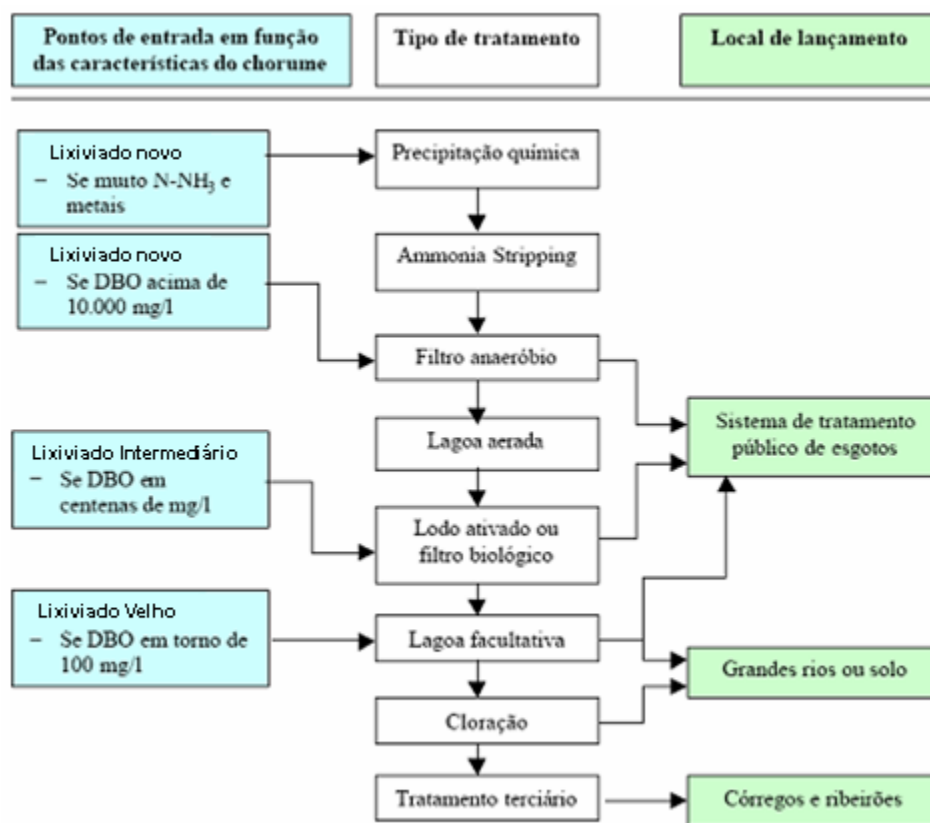 Pontos de entrada em função
das características do chorume
Tipo de tratamento
Local de lançamento
Lixiviado novo
– Se muito N-NH3 e
metais
Precipitação química
Lixiviado novo
– Se DBO acima de
10.000 mg/l
Ammonia Stripping
Filtro anaeróbio
Sistema de tratamento
público de esgotos
Lagoa aerada
Lixiviado Intermediário
– Se DBO em
centenas de mg/l
Lodo ativado ou
filtro biológico
Lixiviado Velho
– Se DBO em torno de
100 mg/l
Lagoa facultativa
Grandes rios ou solo
Cloração
Tratamento terciário
Córregos e ribeirões